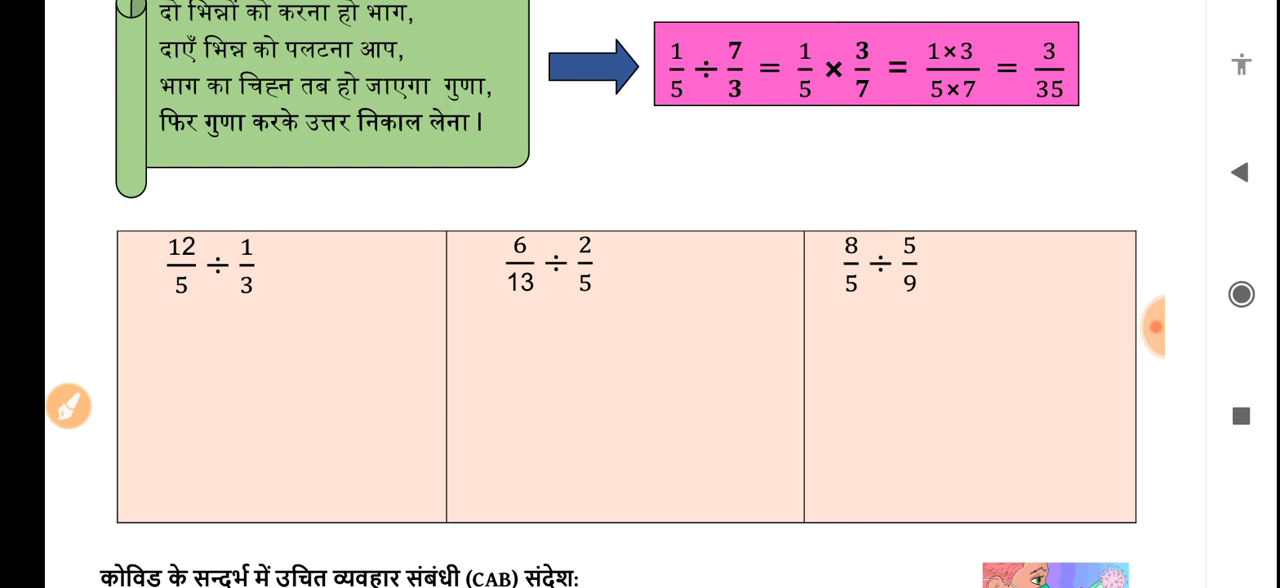 दो भिन्नों को करना हो भाग,
दाएँ भिन्न को पलटना आप,
भाग का चिह्न तब हो जाएगा गुणा,
फिर गुणा करके उत्तर निकाल लेना।
1/5 ÷ 7/3 = 1/5 × 3/7 = 1×3/5×7 = 3/35
12/5 ÷ 1/3
6/13 ÷ 2/5
8/5 ÷ 5/9
कोविड के सन्दर्भ में उचित व्यवहार संबंधी (CAB) संदेश: